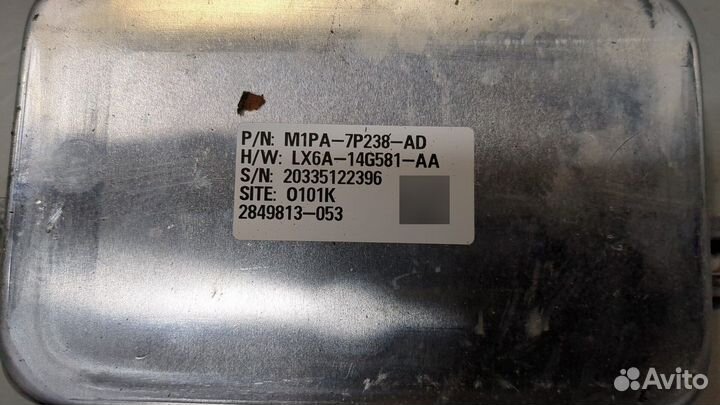 P/N: M1PA-7P238-AD
H/W: LX6A-14G581-AA
S/N: 20335122396
SITE: 0101K
2849813-053
Avito